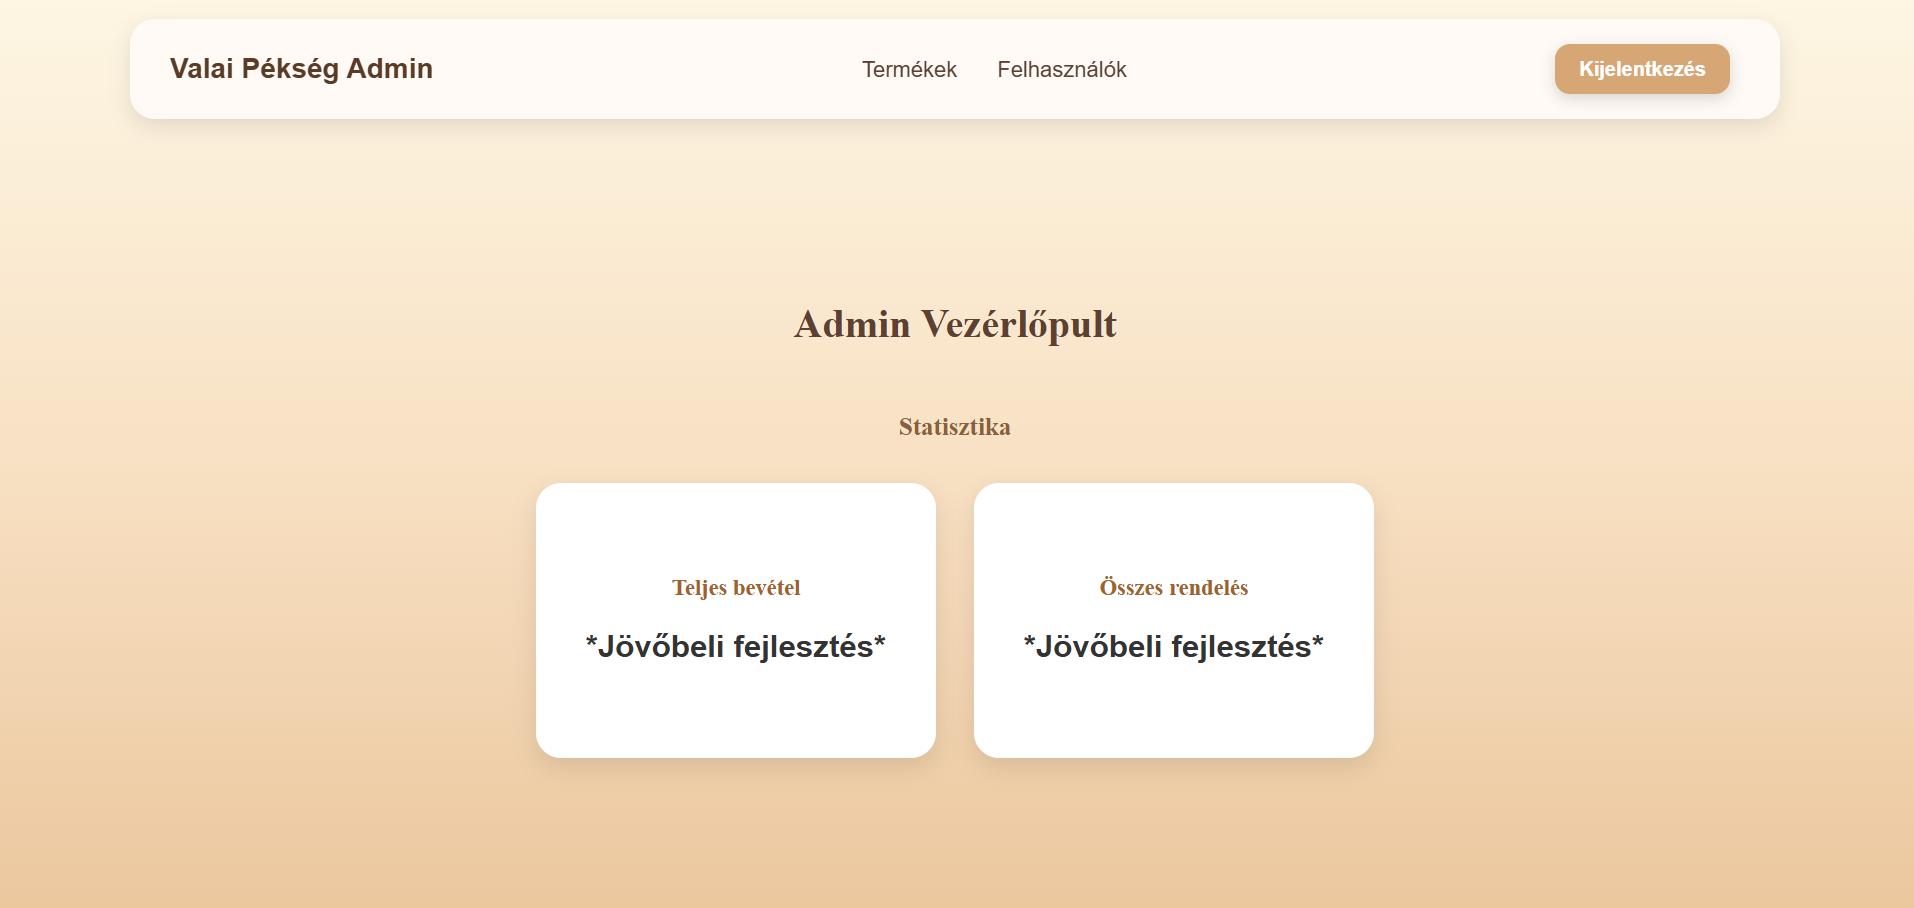 Valai Pékség Admin
Termékek
Felhasználók
Kijelentkezés
Admin Vezérlőpult
Statisztika
Teljes bevétel
*Jövőbeli fejlesztés*
Összes rendelés
*Jövőbeli fejlesztés*